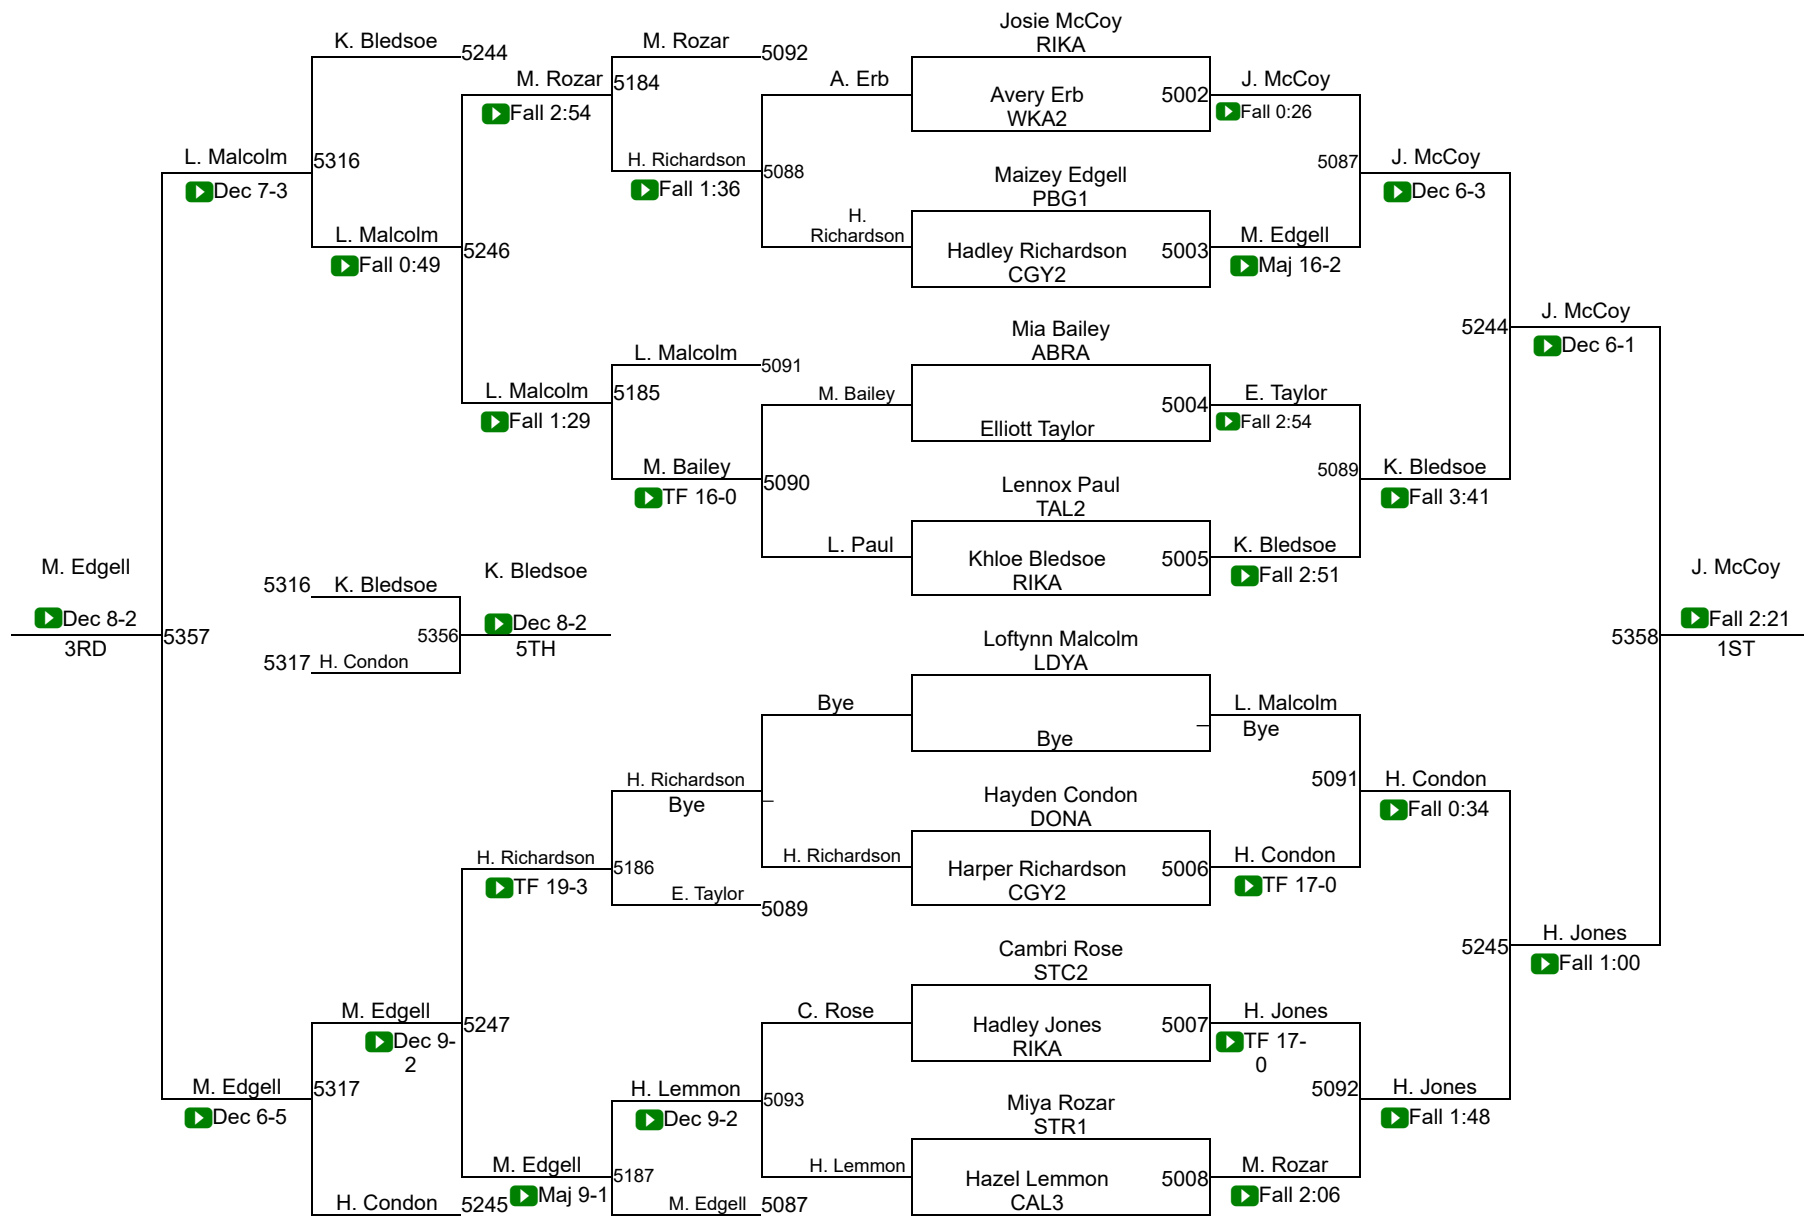 Josie McCoy
K. Bledsoe
5244
M. Rozar
5092
RIKA
M. Rozar
5184
A. Erb
Avery Erb
5002
J. McCoy
Fall 2:54
WKA2
Fall 0:26
L. Malcolm
5316
H. Richardson
5088
Maizey Edgell
5087
J. McCoy
Dec 7-3
Fall 1:36
PBG1
Dec 6-3
L. Malcolm
5246
H.
Richardson
Hadley Richardson
5003
M. Edgell
Fall 0:49
CGY2
Maj 16-2
Mia Bailey
5244
J. McCoy
L. Malcolm
5091
ABRA
Dec 6-1
L. Malcolm
5185
M. Bailey
5004
E. Taylor
Fall 1:29
Elliott Taylor
Fall 2:54
M. Bailey
5090
Lennox Paul
5089
K. Bledsoe
TF 16-0
TAL2
Fall 3:41
L. Paul
Khloe Bledsoe
5005
K. Bledsoe
RIKA
Fall 2:51
M. Edgell
5316
K. Bledsoe
K. Bledsoe
J. McCoy
Dec 8-2
5357
5356
Dec 8-2
Loftynn Malcolm
5358
Fall 2:21
3RD
5317
H. Condon
5TH
LDYA
1ST
Bye
L. Malcolm
Bye
Bye
H. Richardson
Hayden Condon
5091
H. Condon
Bye
–
DONA
Fall 0:34
H. Richardson
5186
H. Richardson
Harper Richardson
5006
H. Condon
TF 19-3
CGY2
TF 17-0
E. Taylor
5089
Cambri Rose
5245
H. Jones
STC2
Fall 1:00
M. Edgell
5247
C. Rose
Hadley Jones
5007
H. Jones
Dec 9-
2
RIKA
TF 17-
0
M. Edgell
5317
H. Lemmon
5093
Miya Rozar
5092
H. Jones
Dec 6-5
Dec 9-2
STR1
Fall 1:48
M. Edgell
5187
H. Lemmon
Hazel Lemmon
5008
M. Rozar
H. Condon
5245
Maj 9-1
M. Edgell
5087
CAL3
Fall 2:06